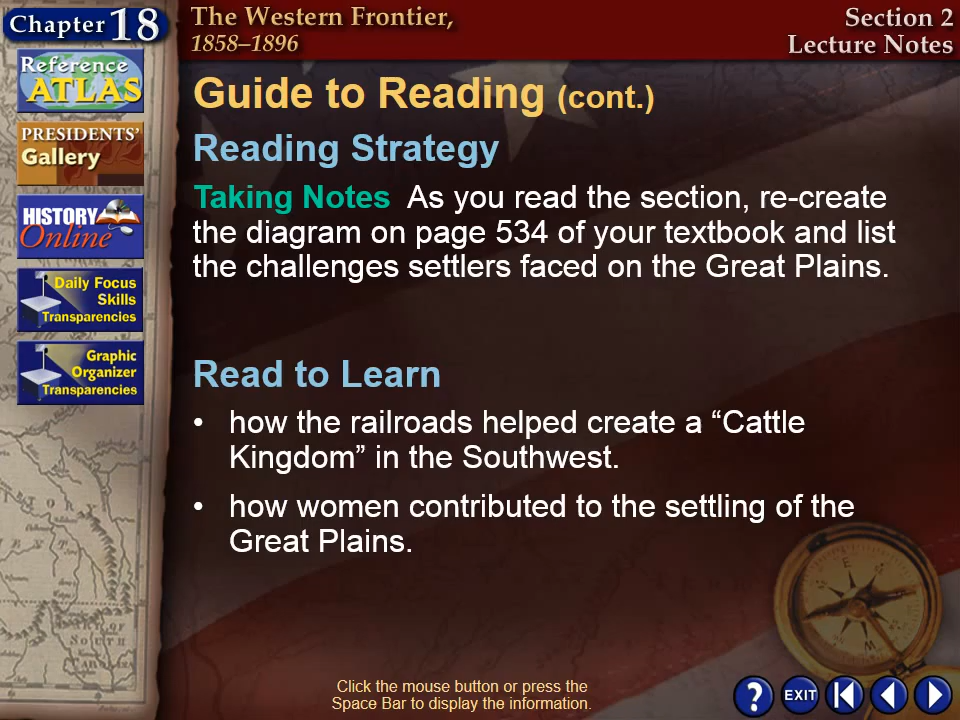 Chapter 18
The Western Frontier,
1858–1896
Section 2
Lecture Notes
Reference
ATLAS
PRESIDENTS'
Gallery
HISTORY
Online
Daily Focus
Skills
Transparencies
Graphic
Organizer
Transparencies
Guide to Reading (cont.)
Reading Strategy
Taking Notes As you read the section, re-create
the diagram on page 534 of your textbook and list
the challenges settlers faced on the Great Plains.
Read to Learn
• how the railroads helped create a “Cattle
Kingdom” in the Southwest.
• how women contributed to the settling of the
Great Plains.
Click the mouse button or press the
Space Bar to display the information.
?
EXIT